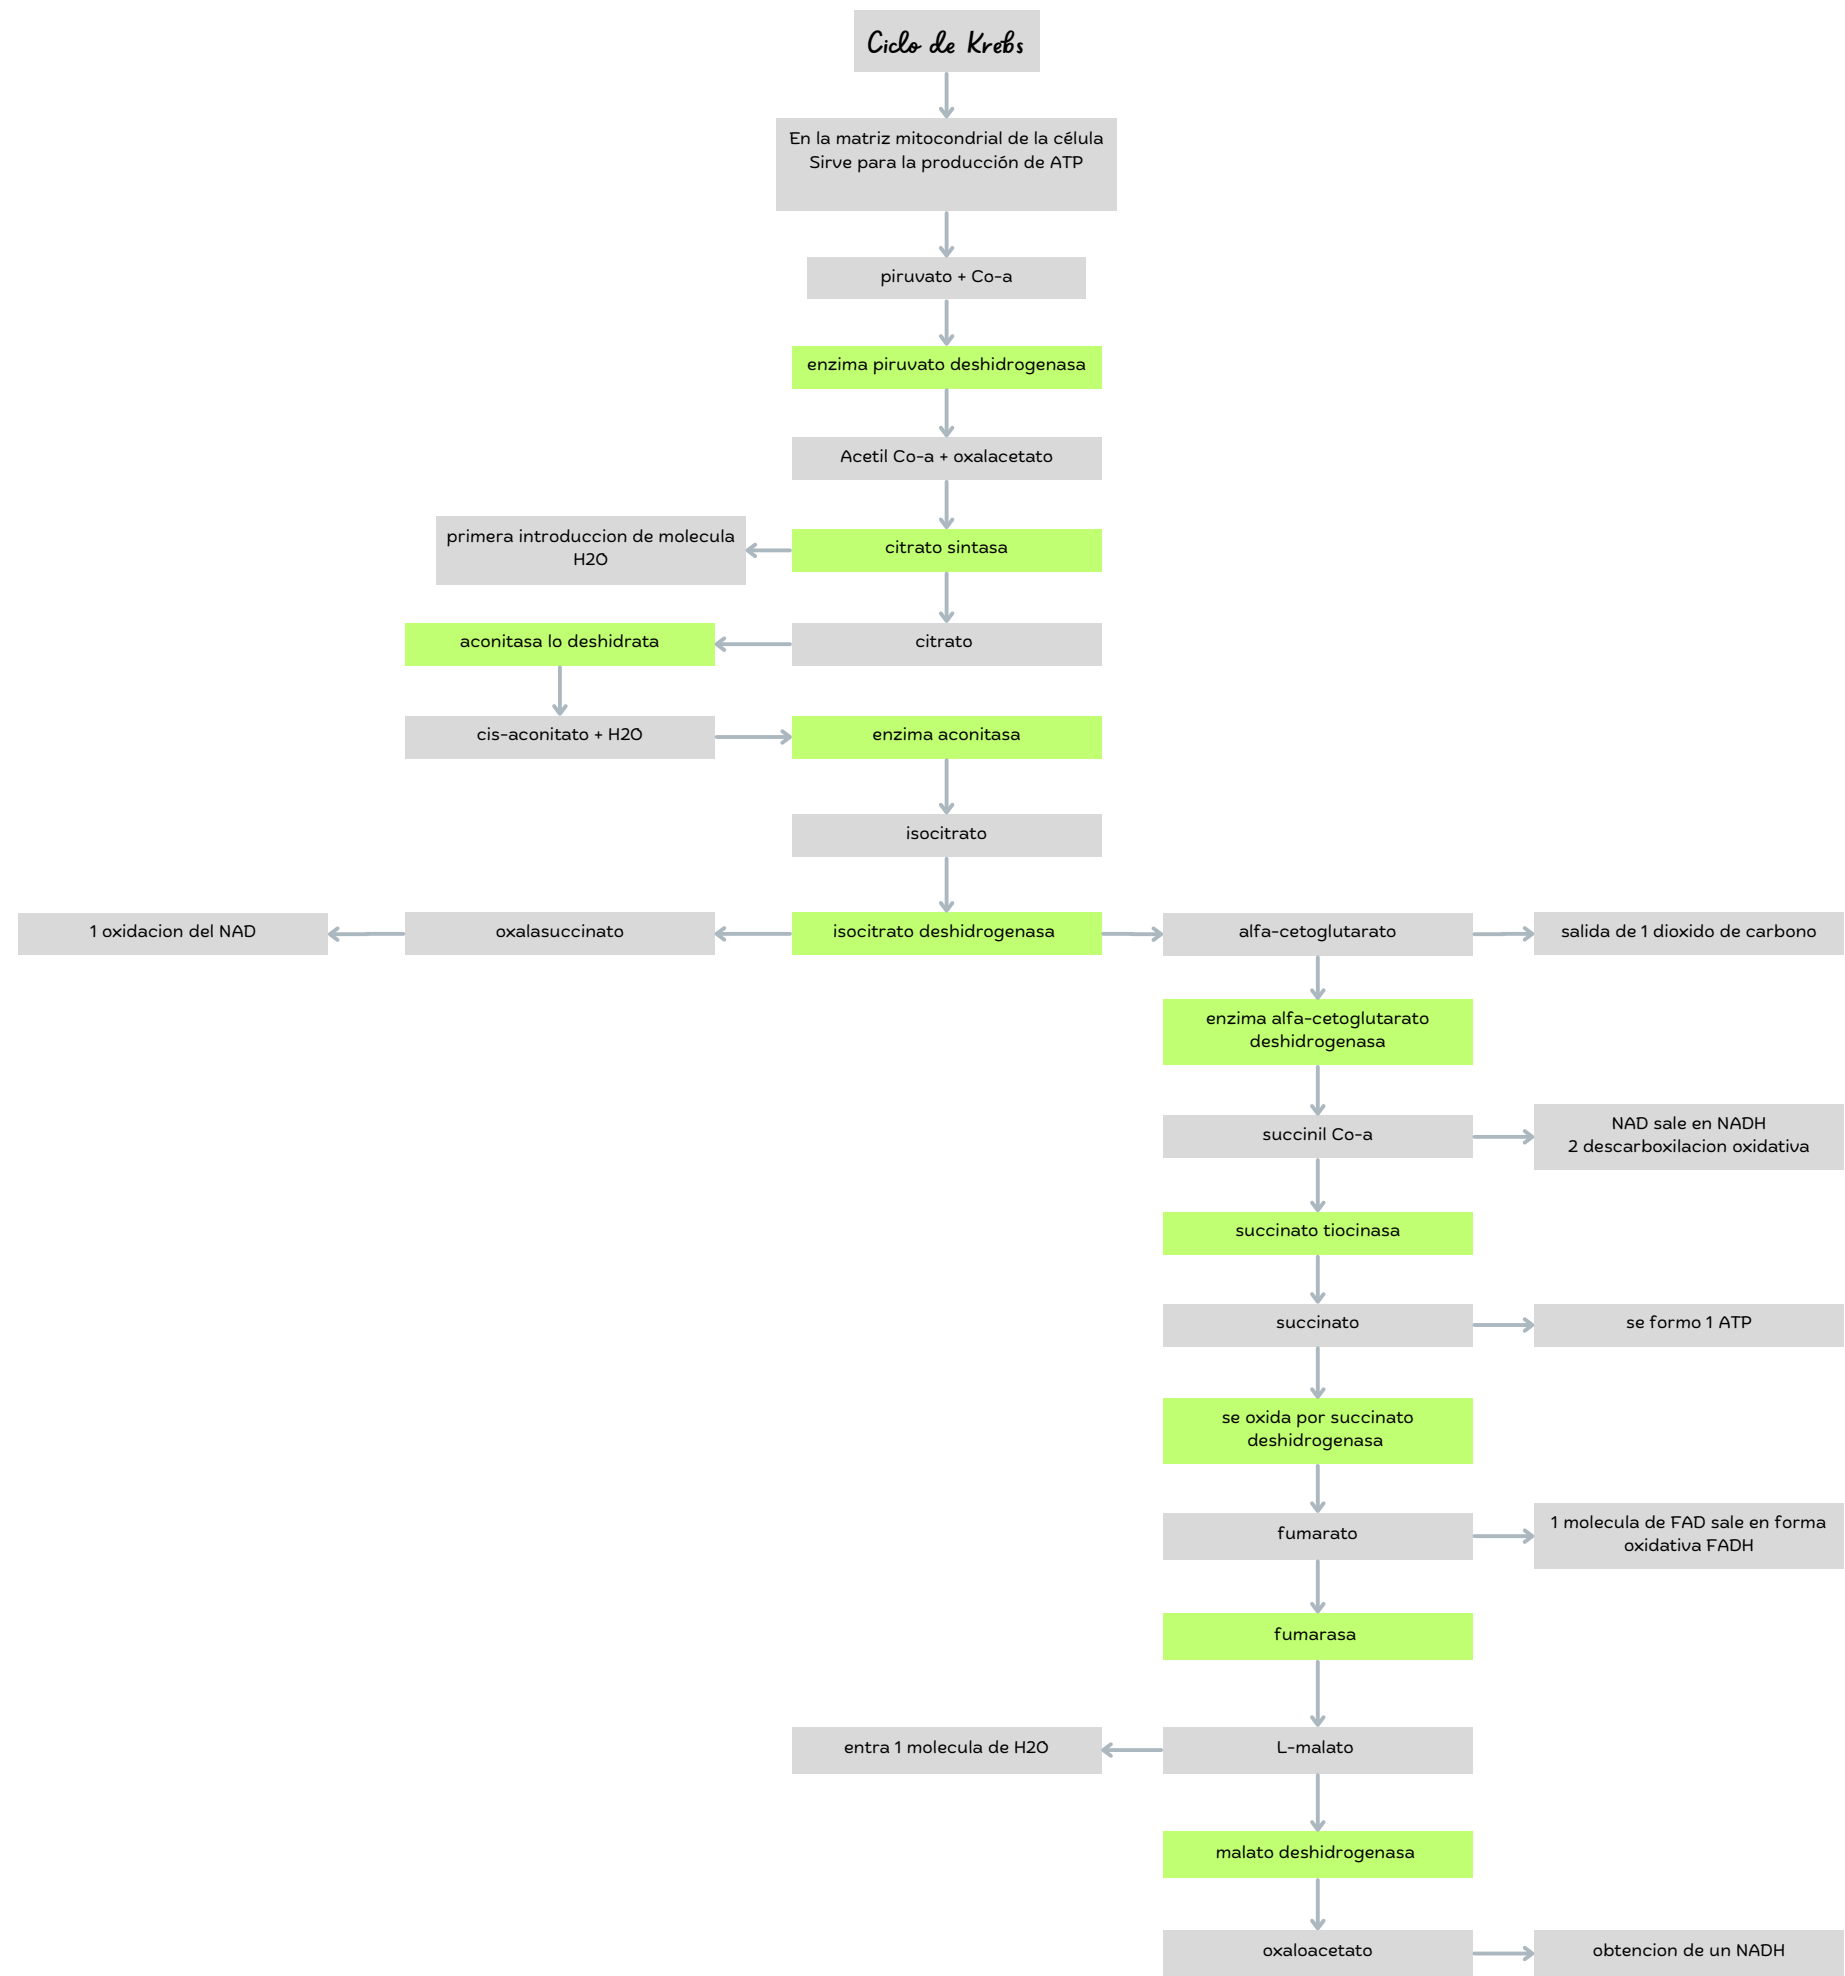 Ciclo de Krebs
En la matriz mitocondrial de la célula
Sirve para la producción de ATP
piruvato + Co-a
enzima piruvato deshidrogenasa
Acetil Co-a + oxalacetato
primera introduccion de molecula
H2O
citrato sintasa
aconitasa lo deshidrata
citrato
cis-aconitato + H2O
enzima aconitasa
isocitrato
1 oxidacion del NAD
oxalasuccinato
isocitrato deshidrogenasa
alfa-cetoglutarato
salida de 1 dioxido de carbono
enzima alfa-cetoglutarato
deshidrogenasa
succinil Co-a
NAD sale en NADH
2 descarboxilacion oxidativa
succinato tiocinasa
succinato
se formo 1 ATP
se oxida por succinato
deshidrogenasa
fumarato
1 molecula de FAD sale en forma
oxidativa FADH
fumarasa
entra 1 molecula de H2O
L-malato
malato deshidrogenasa
oxaloacetato
obtencion de un NADH